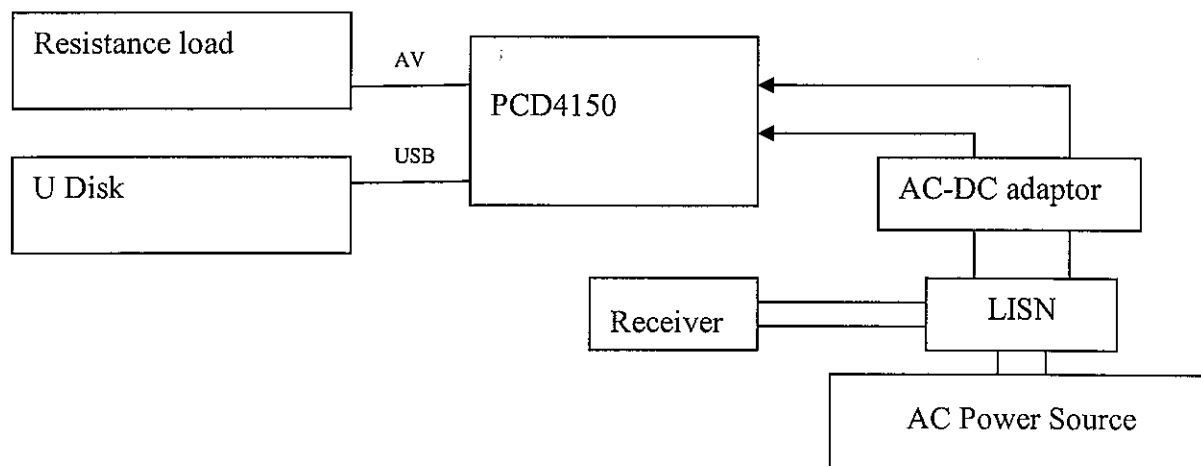 Resistance load
AV
PCD4150
USB
U Disk
AC-DC adaptor
Receiver
LISN
AC Power Source